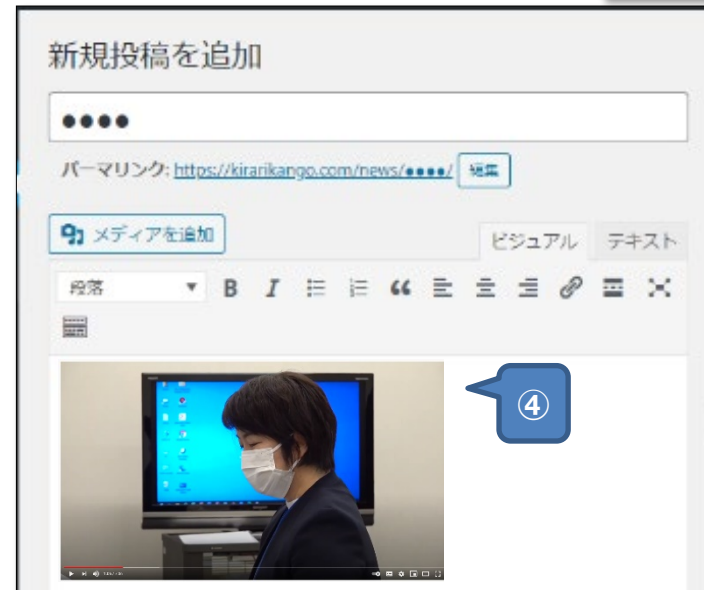 新規投稿を追加
●●●●
パーマリンク: https://kirarikango.com/news/●●●●/ 編集
メディアを追加
ビジュアル テキスト
段落 B I
④